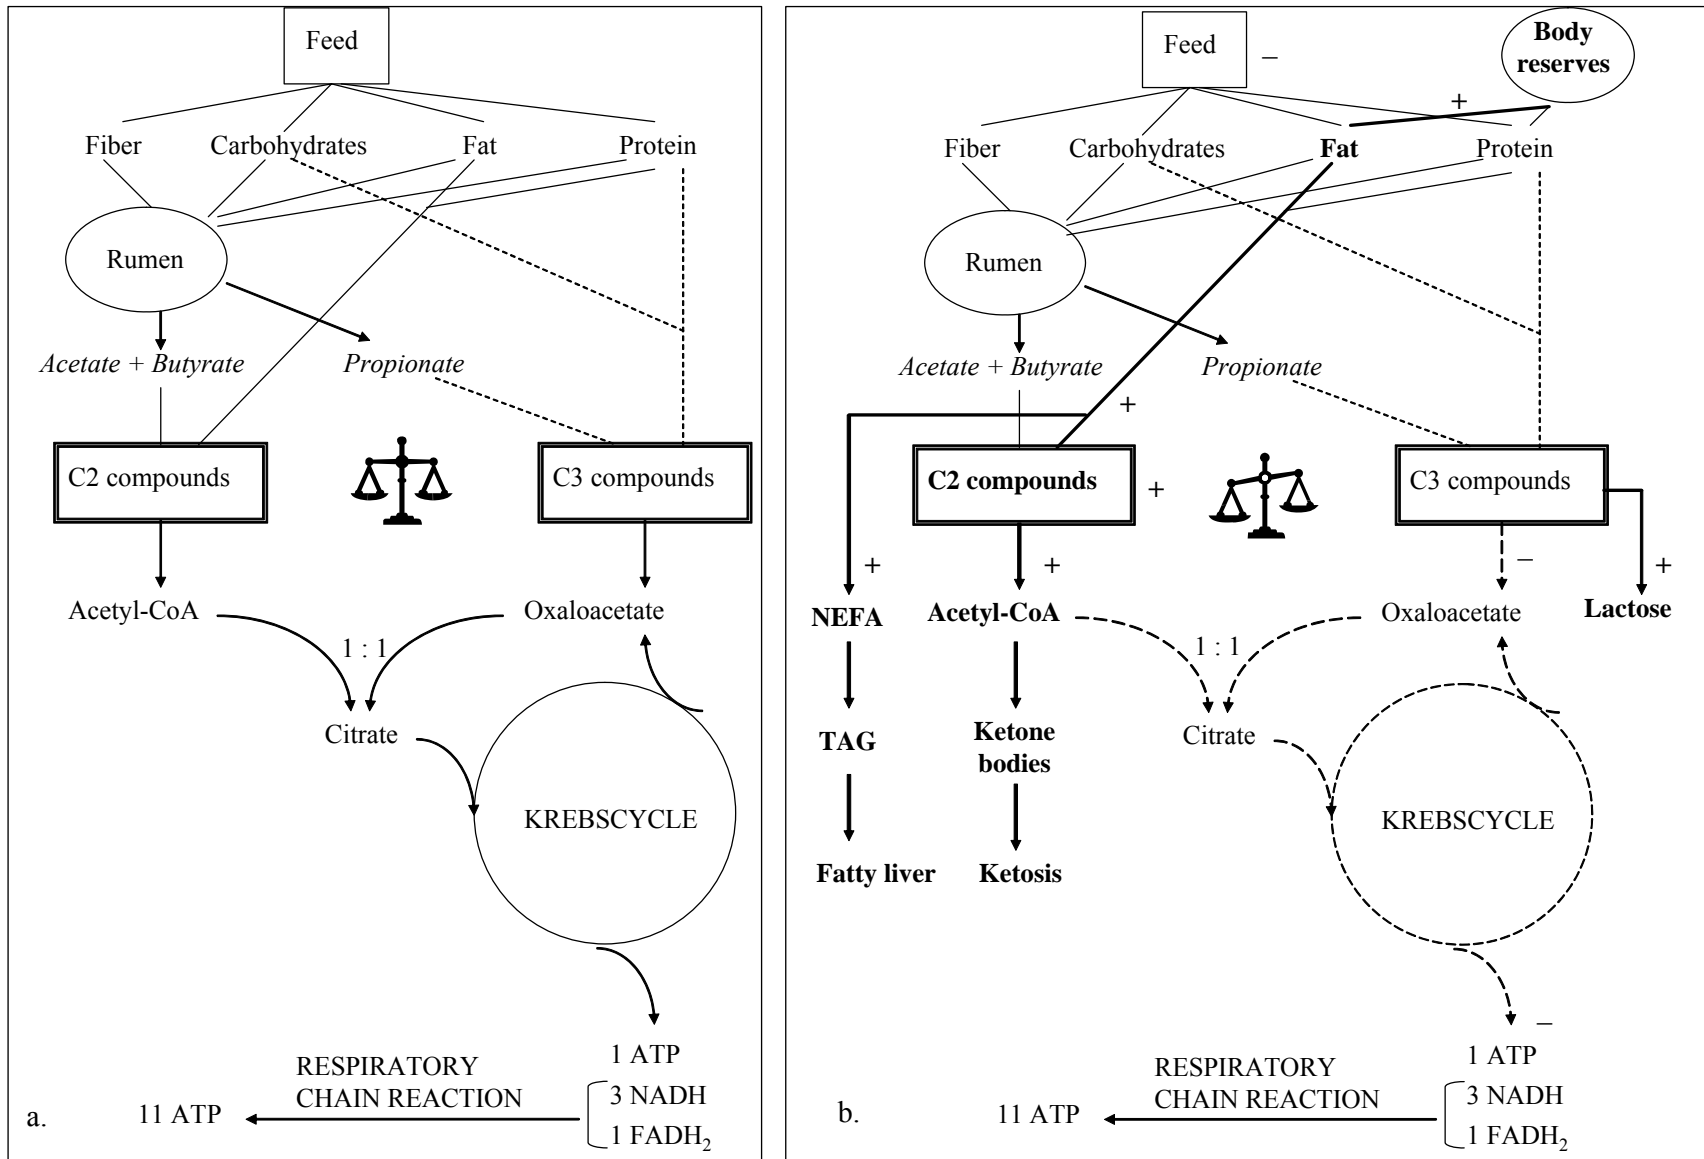 Feed
Fiber
Carbohydrates
Fat
Protein
Rumen
Acetate + Butyrate
Propionate
C2 compounds
C3 compounds
Acetyl-CoA
Oxaloacetate
1 : 1
Citrate
KREBSCYCLE
1 ATP
RESPIRATORY
CHAIN REACTION
3 NADH
11 ATP
1 FADH₂
a.
Feed
–
Body
reserves
+
Fiber
Carbohydrates
Fat
Protein
Rumen
Acetate + Butyrate
Propionate
+
C2 compounds
+
C3 compounds
+
+
–
+
NEFA
Acetyl-CoA
Oxaloacetate
Lactose
1 : 1
TAG
Ketone
bodies
Citrate
KREBSCYCLE
Fatty liver
Ketosis
–
1 ATP
RESPIRATORY
CHAIN REACTION
3 NADH
11 ATP
1 FADH₂
b.